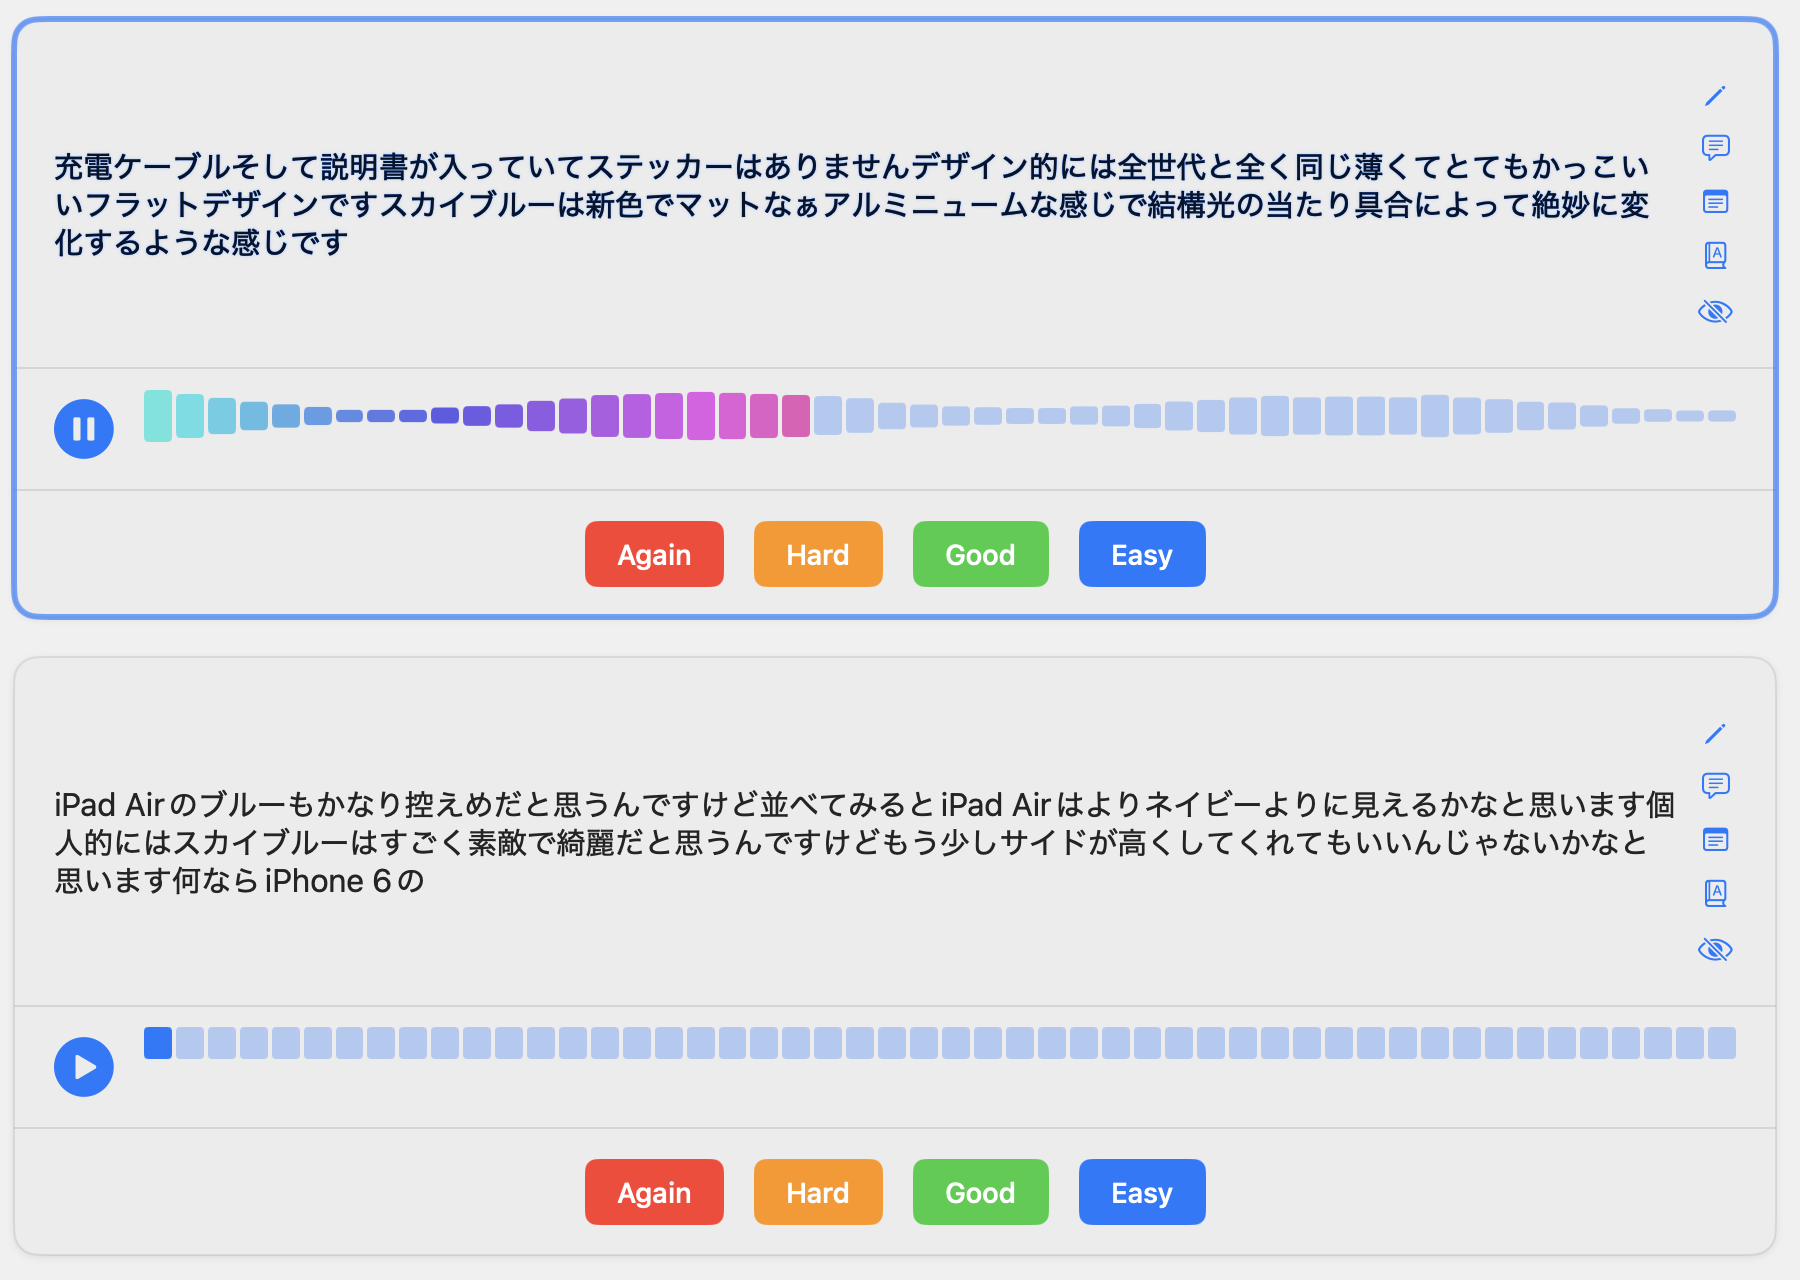 充電ケーブルそして説明書が入っていてステッカーはありませんデザイン的には全世代と全く同じ薄くてとてもかっこい
いフラットデザインですスカイブルーは新色でマットなぁアルミニュームな感じで結構光の当たり具合によって絶妙に変
化するような感じです
Again Hard Good Easy
iPad Airのブルーもかなり控えめだと思うんですけど並べてみるとiPad Airはよりネイビーよりに見えるかなと思います個
人的にはスカイブルーはすごく素敵で綺麗だと思うんですけどもう少しサイドが高くしてくれてもいいんじゃないかなと
思います何ならiPhone 6の
Again Hard Good Easy